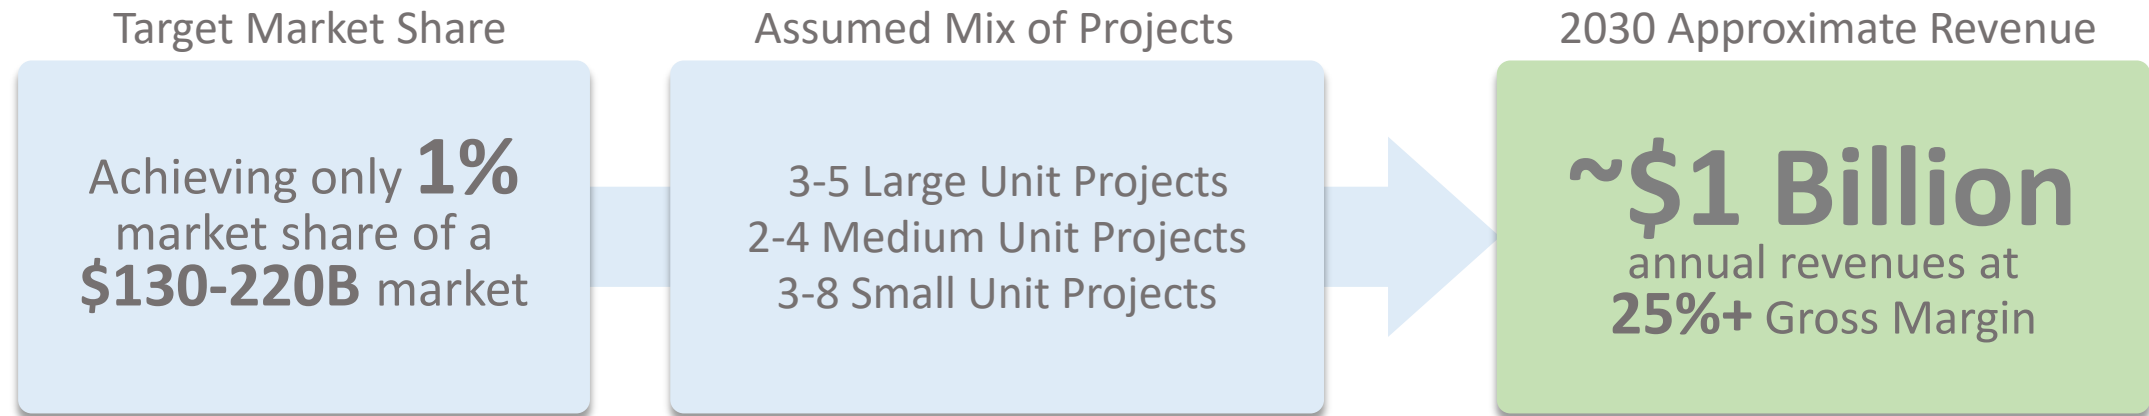 Target Market Share
Achieving only 1%
market share of a
$130-220B market
Assumed Mix of Projects
3-5 Large Unit Projects
2-4 Medium Unit Projects
3-8 Small Unit Projects
2030 Approximate Revenue
~$1 Billion
annual revenues at
25%+ Gross Margin